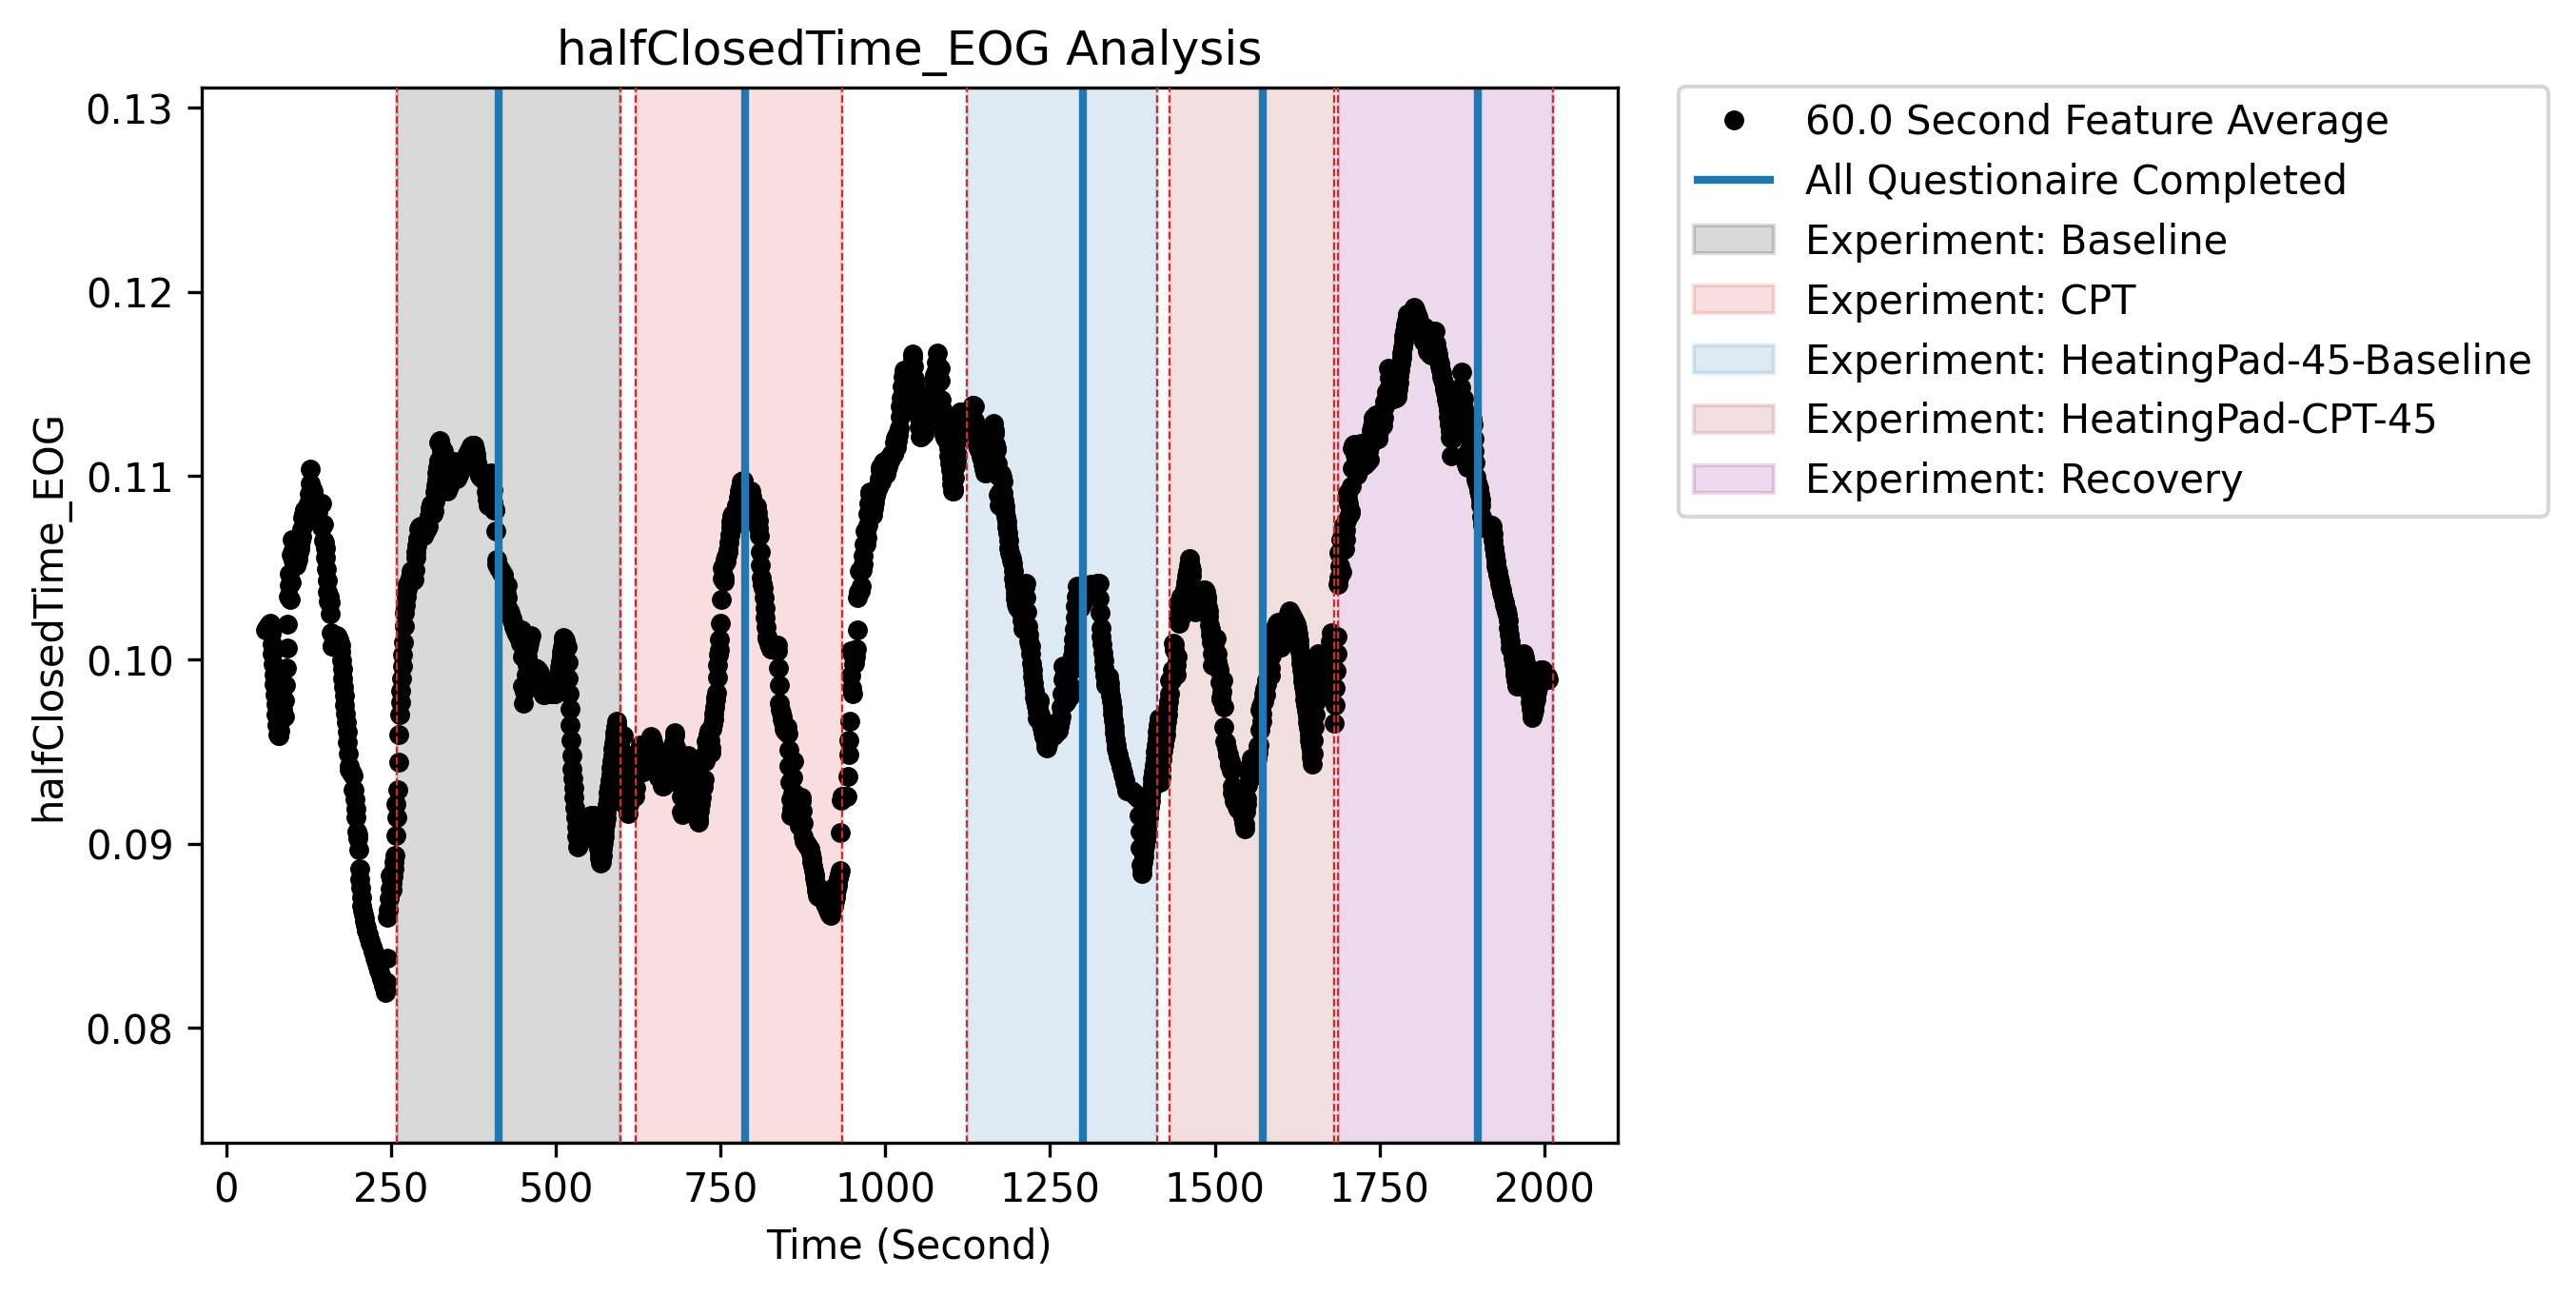 halfClosedTime_EOG Analysis
0.13
0.12
0.11
0.10
0.09
0.08
halfClosedTime_EOG
0 250 500 750 1000 1250 1500 1750 2000
Time (Second)
60.0 Second Feature Average
All Questionaire Completed
Experiment: Baseline
Experiment: CPT
Experiment: HeatingPad-45-Baseline
Experiment: HeatingPad-CPT-45
Experiment: Recovery